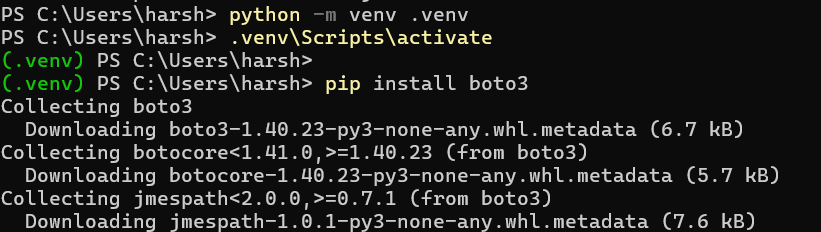 PS C:\Users\harsh> python -m venv .venv
PS C:\Users\harsh> .venv\Scripts\activate
(.venv) PS C:\Users\harsh>
(.venv) PS C:\Users\harsh> pip install boto3
Collecting boto3
  Downloading boto3-1.40.23-py3-none-any.whl.metadata (6.7 kB)
Collecting botocore<1.41.0,>=1.40.23 (from boto3)
  Downloading botocore-1.40.23-py3-none-any.whl.metadata (5.7 kB)
Collecting jmespath<2.0.0,>=0.7.1 (from boto3)
  Downloading jmespath-1.0.1-py3-none-any.whl.metadata (7.6 kB)